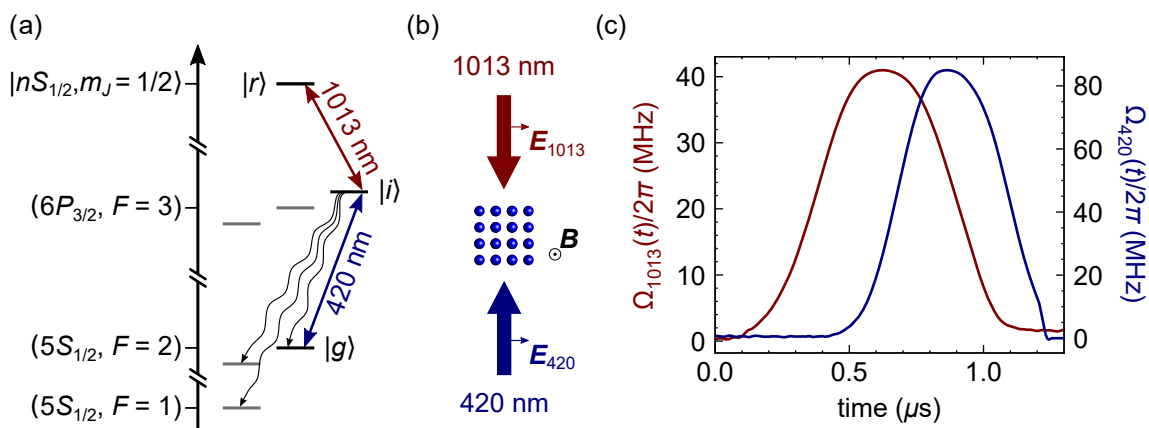 (a)
|nS₁/₂, m_J = 1/2⟩
|r⟩
1013 nm
(6P₃/₂, F = 3)
|i⟩
420 nm
(5S₁/₂, F = 2)
|g⟩
(5S₁/₂, F = 1)
(b)
1013 nm
E₁₀₁₃
B
E₄₂₀
420 nm
(c)
Ω₁₀₁₃(t)/2π (MHz)
40
30
20
10
0
0.0 0.5 1.0
time (μs)
80
60
40
20
0
Ω₄₂₀(t)/2π (MHz)